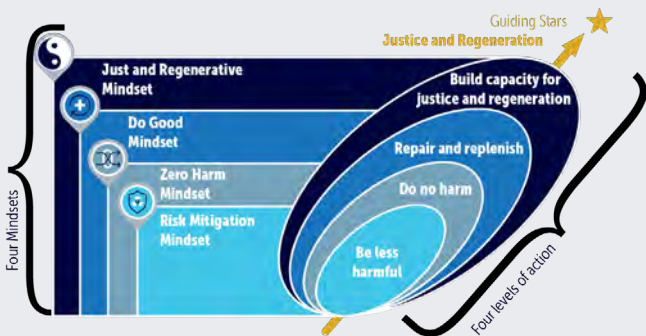 Guiding Stars
Justice and Regeneration
Four Mindsets
Just and Regenerative
Mindset
Do Good
Mindset
Zero Harm
Mindset
Risk Mitigation
Mindset
Build capacity for
justice and regeneration
Repair and replenish
Do no harm
Be less
harmful
Four levels of action